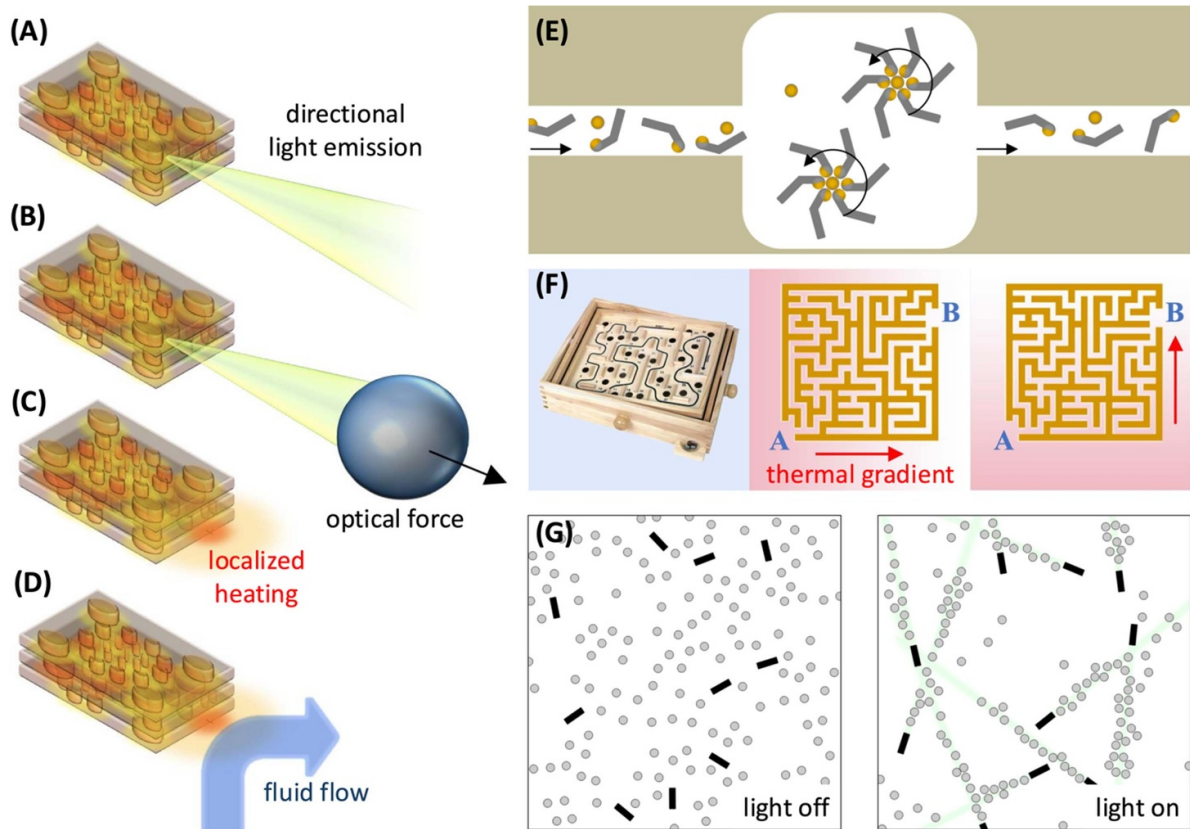 (A)
directional
light emission
(B)
optical force
(C)
localized
heating
(D)
fluid flow
(E)
(F)
A
B
thermal gradient
A
B
(G)
light off
light on